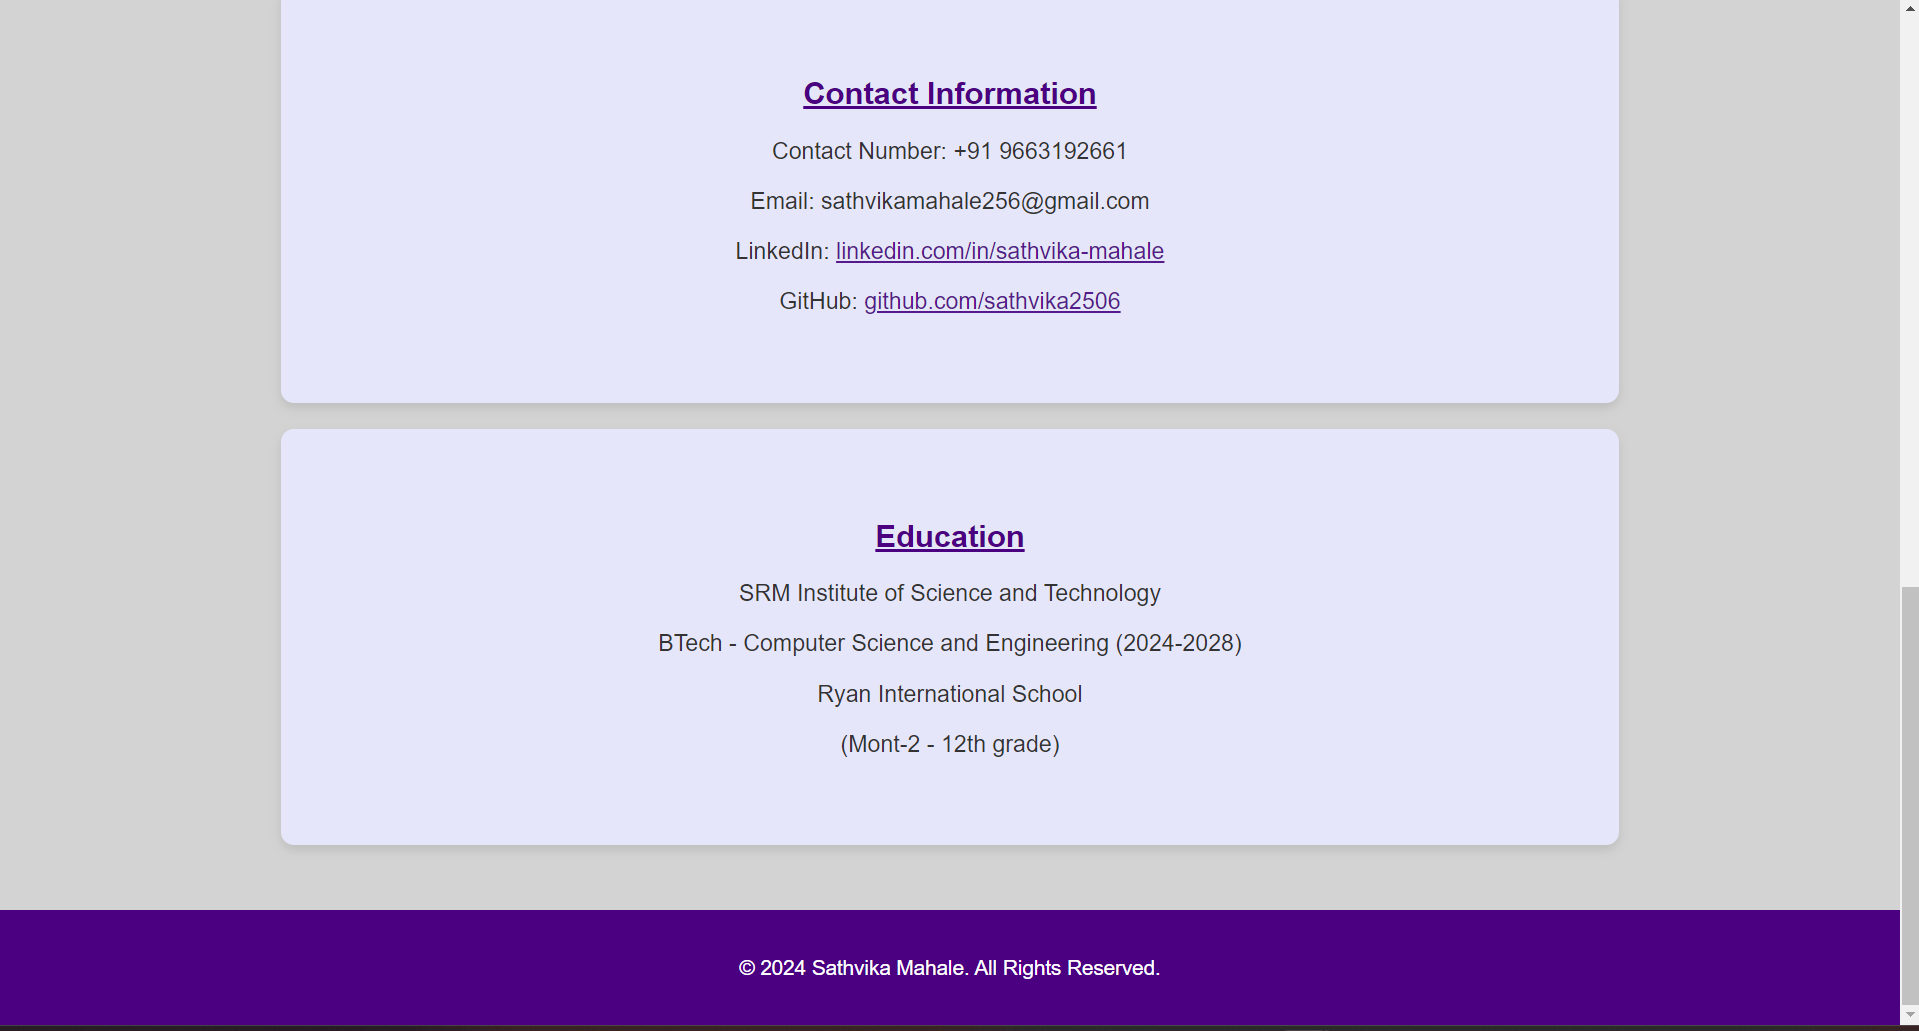 Contact Information
Contact Number: +91 9663192661
Email: sathvikamahale256@gmail.com
LinkedIn: linkedin.com/in/sathvika-mahale
GitHub: github.com/sathvika2506
Education
SRM Institute of Science and Technology
BTech - Computer Science and Engineering (2024-2028)
Ryan International School
(Mont-2 - 12th grade)
© 2024 Sathvika Mahale. All Rights Reserved.